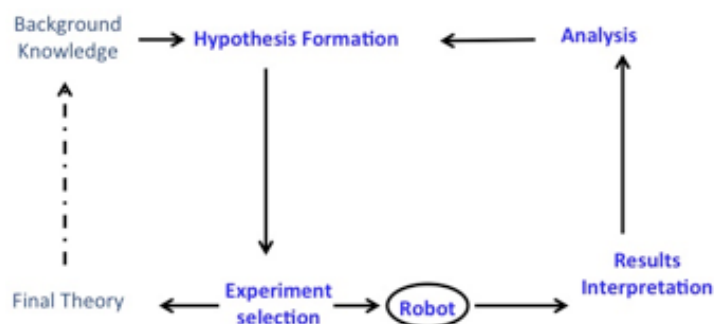 Background
Knowledge
Hypothesis Formation
Analysis
Final Theory
Experiment
selection
Robot
Results
Interpretation